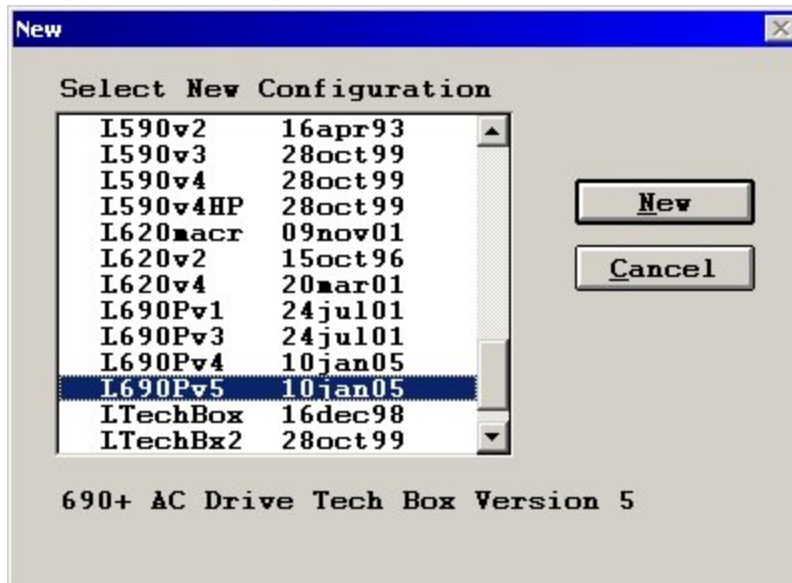 New
Select New Configuration
L590v2 16apr93
L590v3 28oct99
L590v4 28oct99
L590v4HP 28oct99
L620macr 09nov01
L620v2 15oct96
L620v4 20mar01
L690Pv1 24jul01
L690Pv3 24jul01
L690Pv4 10jan05
L690Pv5 10jan05
LTechBox 16dec98
LTechBx2 28oct99
New
Cancel
690+ AC Drive Tech Box Version 5